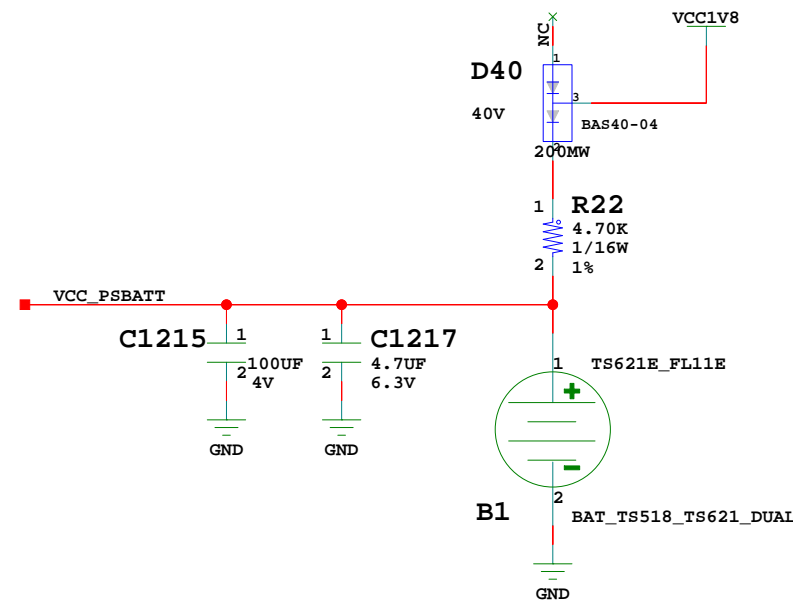 VCC1V8
NC
1
D40
3
40V
BAS40-04
2
200MW
1
R22
4.70K
1/16W
2
1%
VCC_PSBATT
C1215
1
100UF
2
4V
1
C1217
4.7UF
2
6.3V
GND
GND
1
TS621E_FL11E
2
B1
BAT_TS518_TS621_DUAL
GND